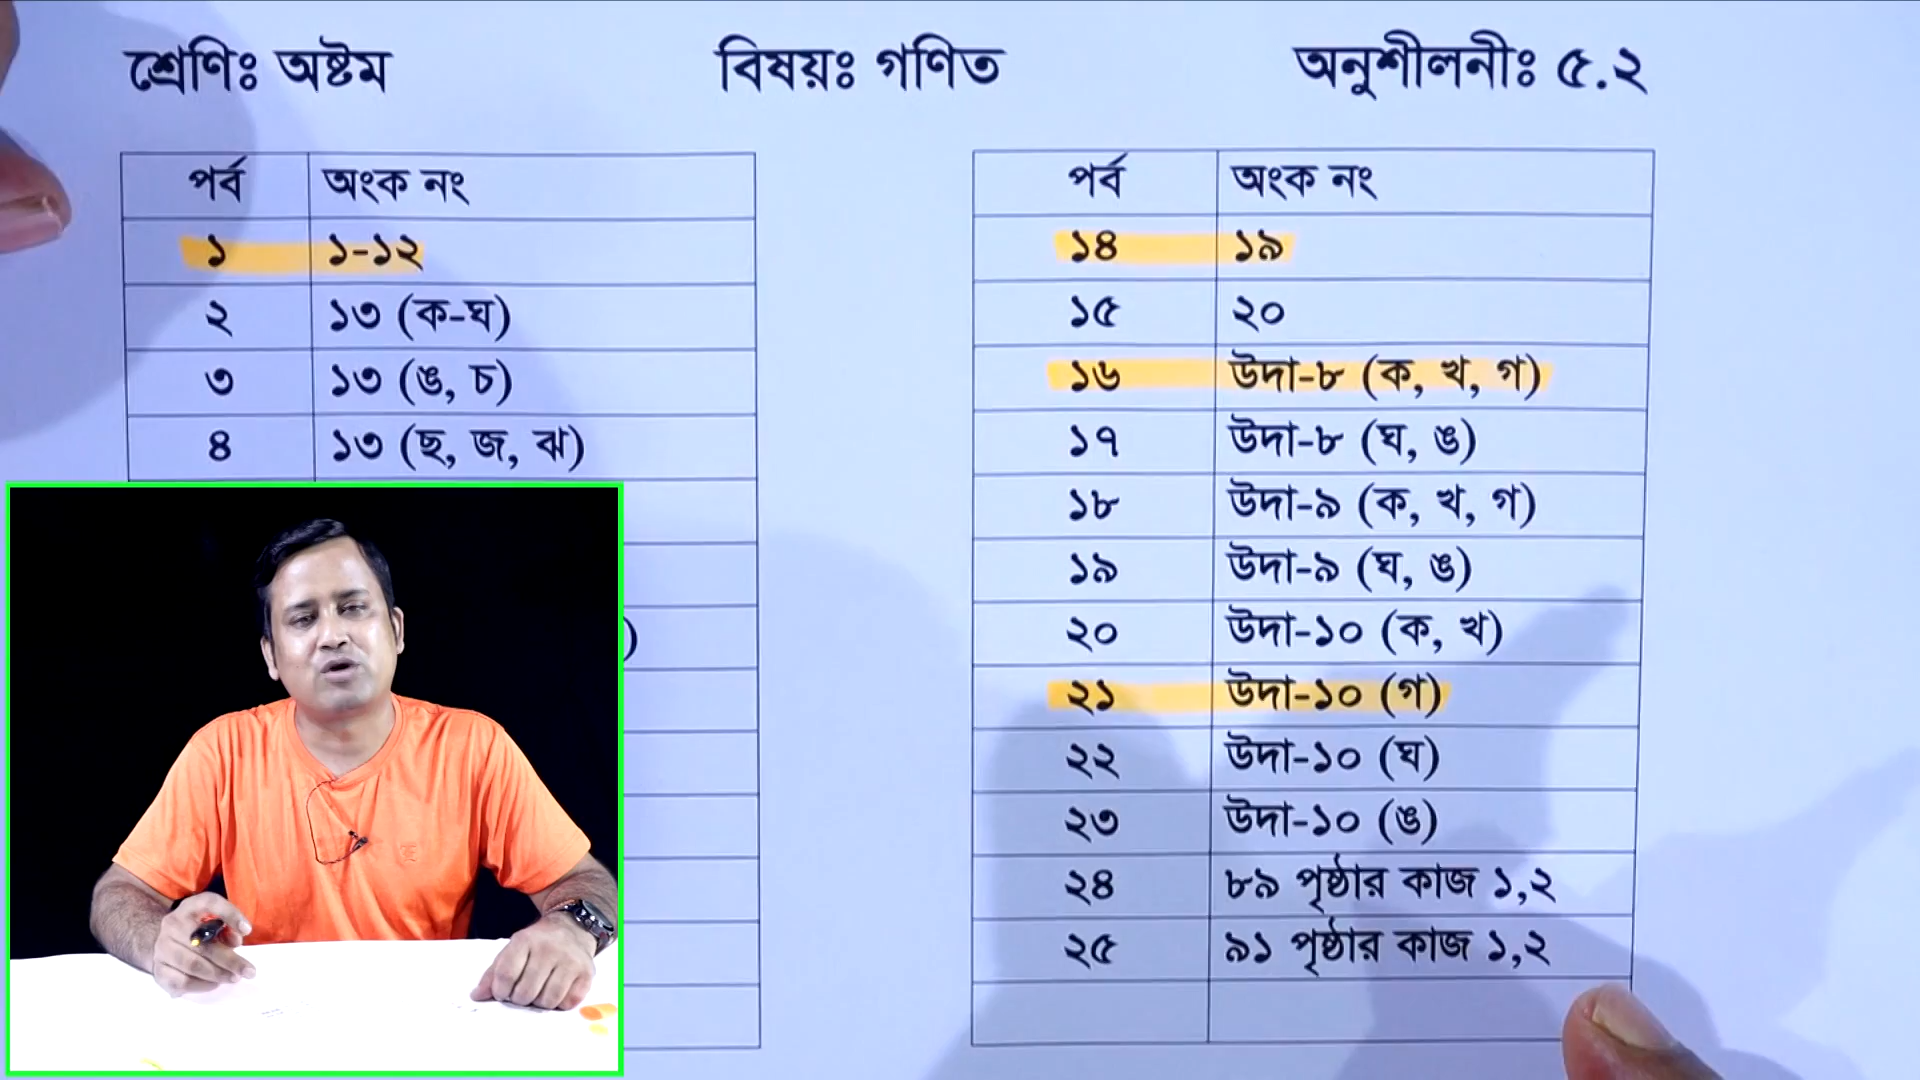 শ্রেণিঃ অষ্টম বিষয়ঃ গণিত অনুশীলনীঃ ৫.২
পর্ব অংক নং
১ ১-১২
২ ১৩ (ক-ঘ)
৩ ১৩ (ঙ, চ)
৪ ১৩ (ছ, জ, ঝ)
)
পর্ব অংক নং
১৪ ১৯
১৫ ২০
১৬ উদা-৮ (ক, খ, গ)
১৭ উদা-৮ (ঘ, ঙ)
১৮ উদা-৯ (ক, খ, গ)
১৯ উদা-৯ (ঘ, ঙ)
২০ উদা-১০ (ক, খ)
২১ উদা-১০ (গ)
২২ উদা-১০ (ঘ)
২৩ উদা-১০ (ঙ)
২৪ ৮৯ পৃষ্ঠার কাজ ১,২
২৫ ৯১ পৃষ্ঠার কাজ ১,২